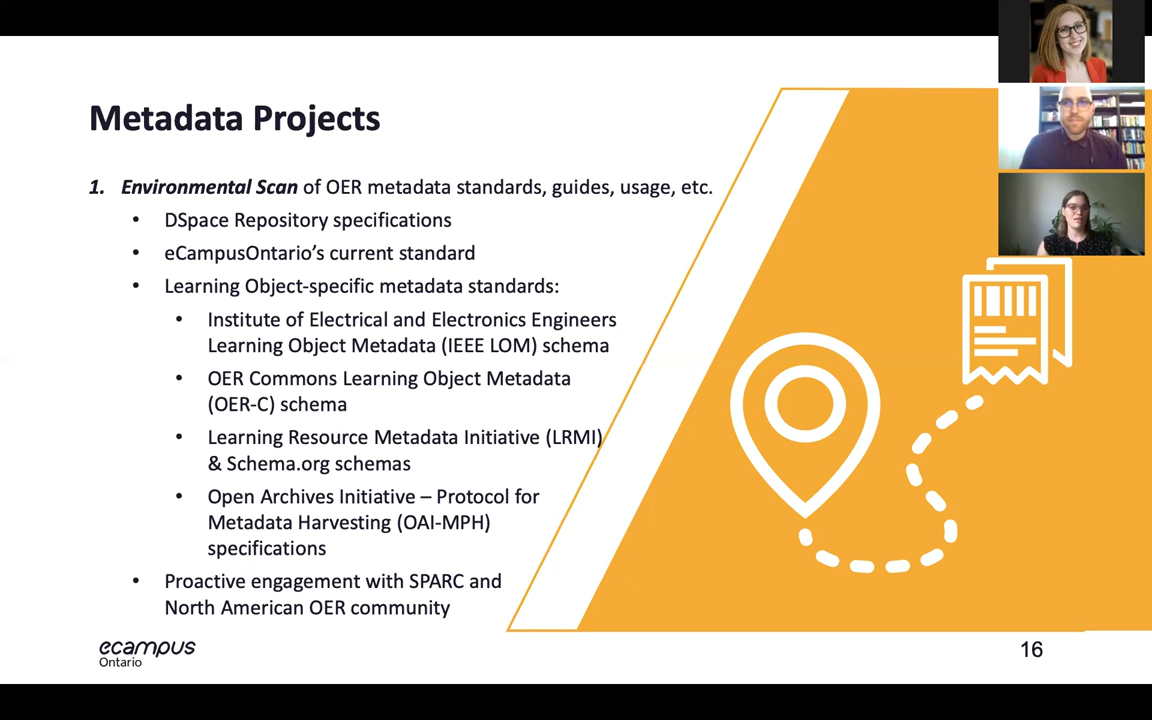 Metadata Projects
1. Environmental Scan of OER metadata standards, guides, usage, etc.
• DSpace Repository specifications
• eCampusOntario’s current standard
• Learning Object-specific metadata standards:
• Institute of Electrical and Electronics Engineers
Learning Object Metadata (IEEE LOM) schema
• OER Commons Learning Object Metadata
(OER-C) schema
• Learning Resource Metadata Initiative (LRMI)
& Schema.org schemas
• Open Archives Initiative – Protocol for
Metadata Harvesting (OAI-MPH)
specifications
• Proactive engagement with SPARC and
North American OER community
ecampus
Ontario
16